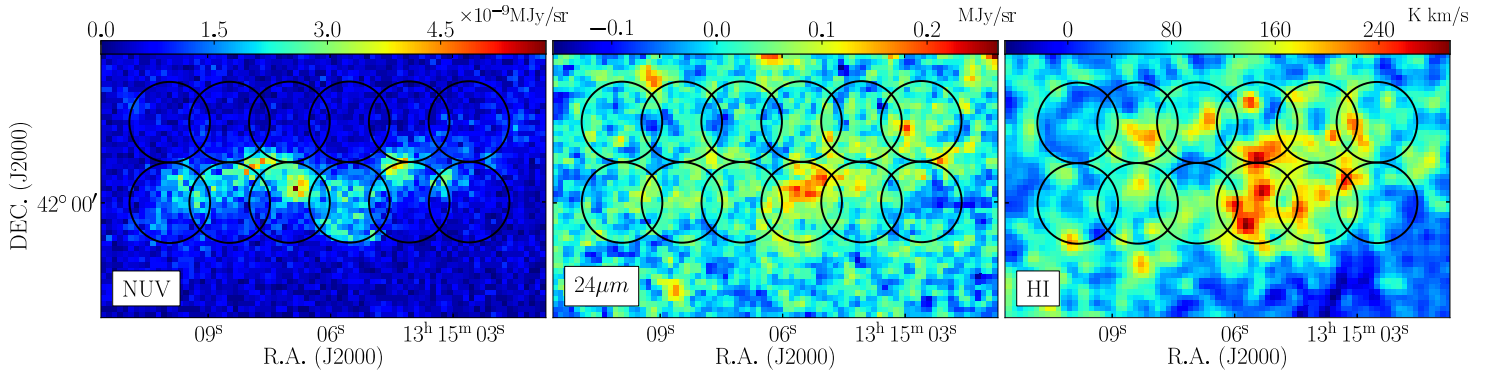 0.0 1.5 3.0 4.5 ×10⁻⁹MJy/sr
−0.1 0.0 0.1 0.2 MJy/sr
0 80 160 240 K km/s
DEC. (J2000)
42° 00′
NUV
24μm
HI
09ˢ 06ˢ 13ʰ 15ᵐ 03ˢ
09ˢ 06ˢ 13ʰ 15ᵐ 03ˢ
09ˢ 06ˢ 13ʰ 15ᵐ 03ˢ
R.A. (J2000)
R.A. (J2000)
R.A. (J2000)